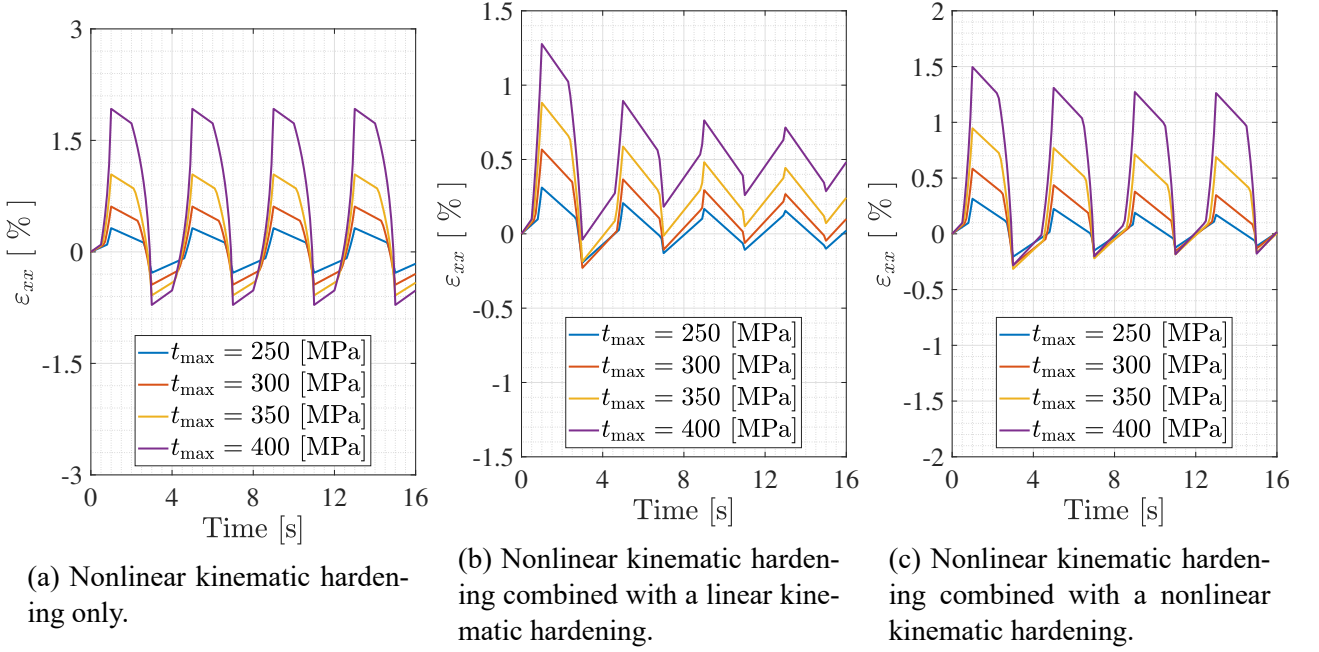 3
1.5
0
-1.5
-3
ε_xx [ % ]
0 4 8 12 16
Time [s]
t_max = 250 [MPa]
t_max = 300 [MPa]
t_max = 350 [MPa]
t_max = 400 [MPa]
(a) Nonlinear kinematic harden-
ing only.
1.5
1
0.5
0
-0.5
-1
-1.5
ε_xx [ % ]
0 4 8 12 16
Time [s]
t_max = 250 [MPa]
t_max = 300 [MPa]
t_max = 350 [MPa]
t_max = 400 [MPa]
(b) Nonlinear kinematic harden-
ing combined with a linear kine-
matic hardening.
2
1.5
1
0.5
0
-0.5
-1
-1.5
-2
ε_xx [ % ]
0 4 8 12 16
Time [s]
t_max = 250 [MPa]
t_max = 300 [MPa]
t_max = 350 [MPa]
t_max = 400 [MPa]
(c) Nonlinear kinematic harden-
ing combined with a nonlinear
kinematic hardening.